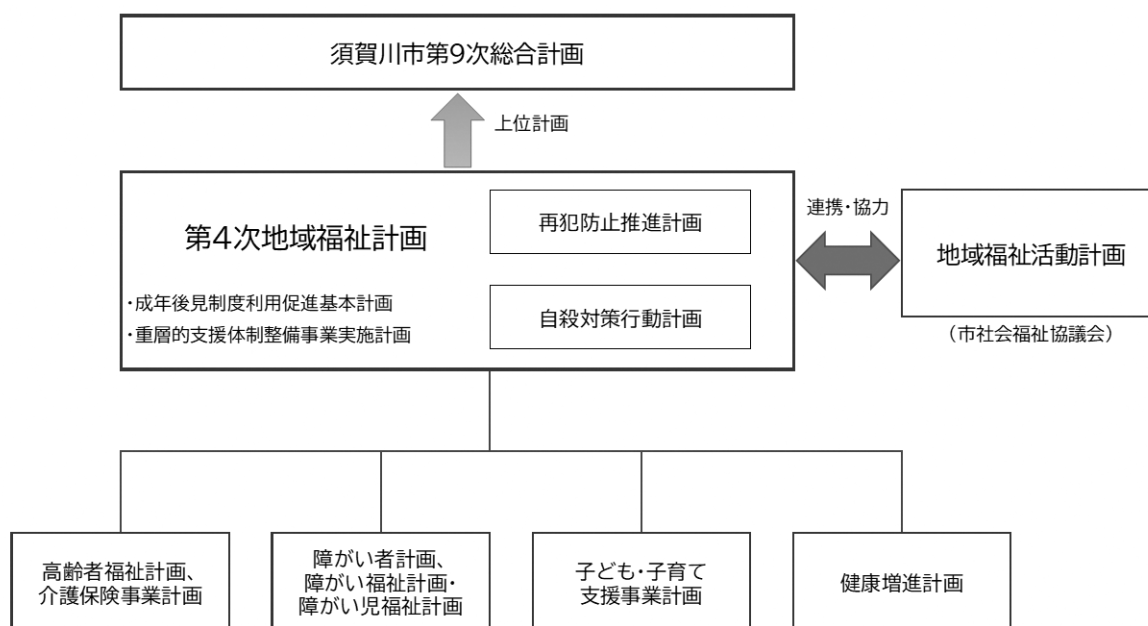 須賀川市第9次総合計画
上位計画
第4次地域福祉計画
・成年後見制度利用促進基本計画
・重層的支援体制整備事業実施計画
再犯防止推進計画
自殺対策行動計画
連携・協力
地域福祉活動計画
（市社会福祉協議会）
高齢者福祉計画、
介護保険事業計画
障がい者計画、
障がい福祉計画・
障がい児福祉計画
子ども・子育て
支援事業計画
健康増進計画